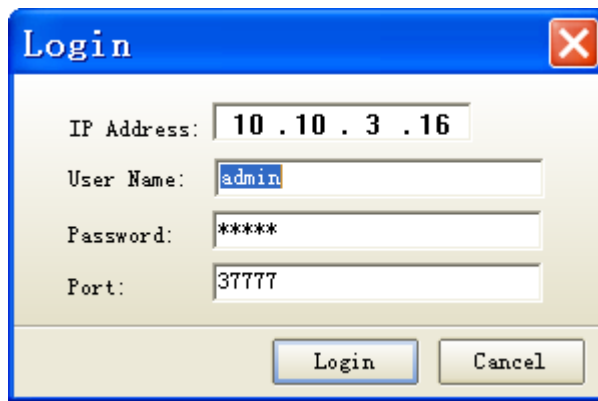 Login
IP Address: 10 .10 . 3 .16
User Name: admin
Password: *****
Port: 37777
Login Cancel